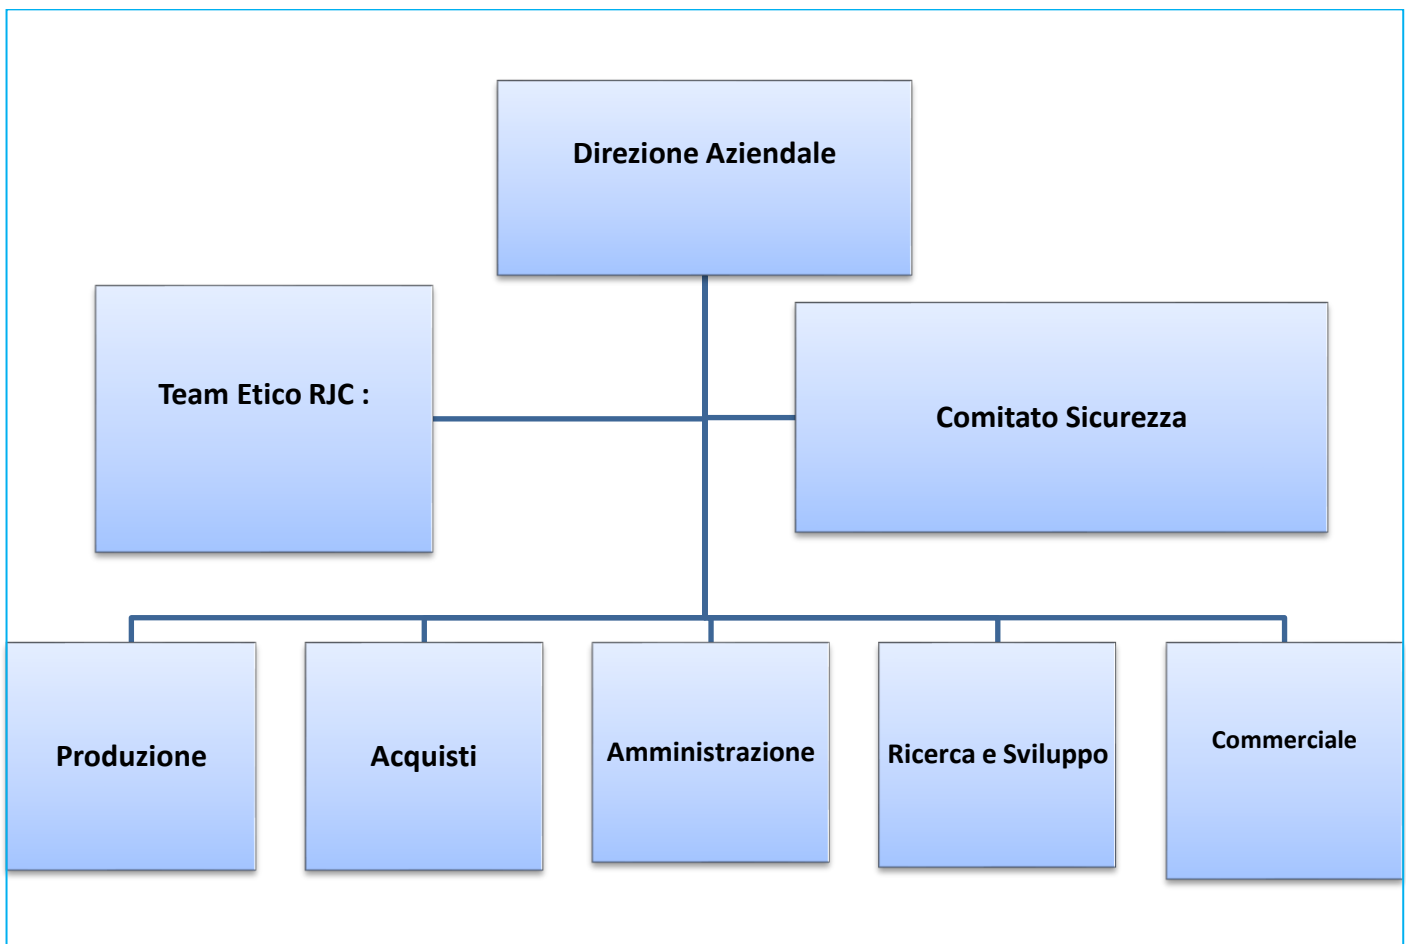 Direzione Aziendale
Team Etico RJC :
Comitato Sicurezza
Produzione
Acquisti
Amministrazione
Ricerca e Sviluppo
Commerciale